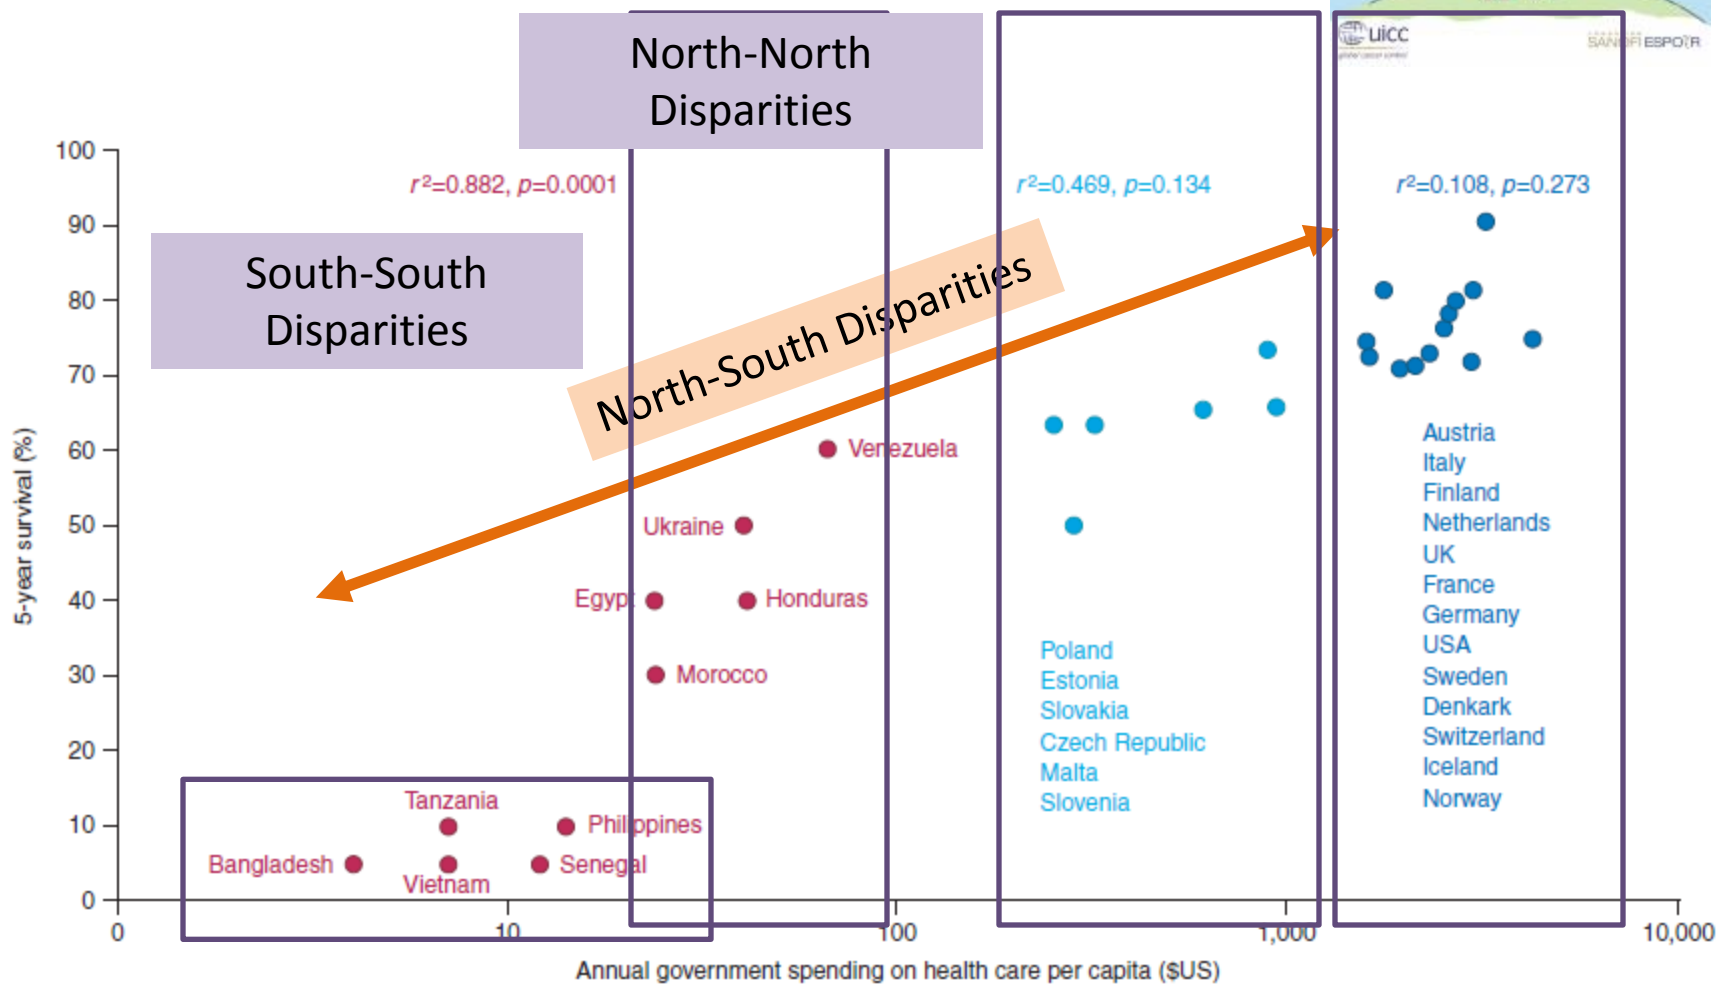 North-North
Disparities
uicc
global cancer control
SANOFI ESPOIR
100
90
80
70
60
50
40
30
20
10
0
5-year survival (%)
r²=0.882, p=0.0001
r²=0.469, p=0.134
r²=0.108, p=0.273
South-South
Disparities
North-South Disparities
Venezuela
Ukraine
Egypt
Honduras
Morocco
Tanzania
Philippines
Bangladesh
Senegal
Vietnam
Poland
Estonia
Slovakia
Czech Republic
Malta
Slovenia
Austria
Italy
Finland
Netherlands
UK
France
Germany
USA
Sweden
Denkark
Switzerland
Iceland
Norway
0
10
100
1,000
10,000
Annual government spending on health care per capita ($US)